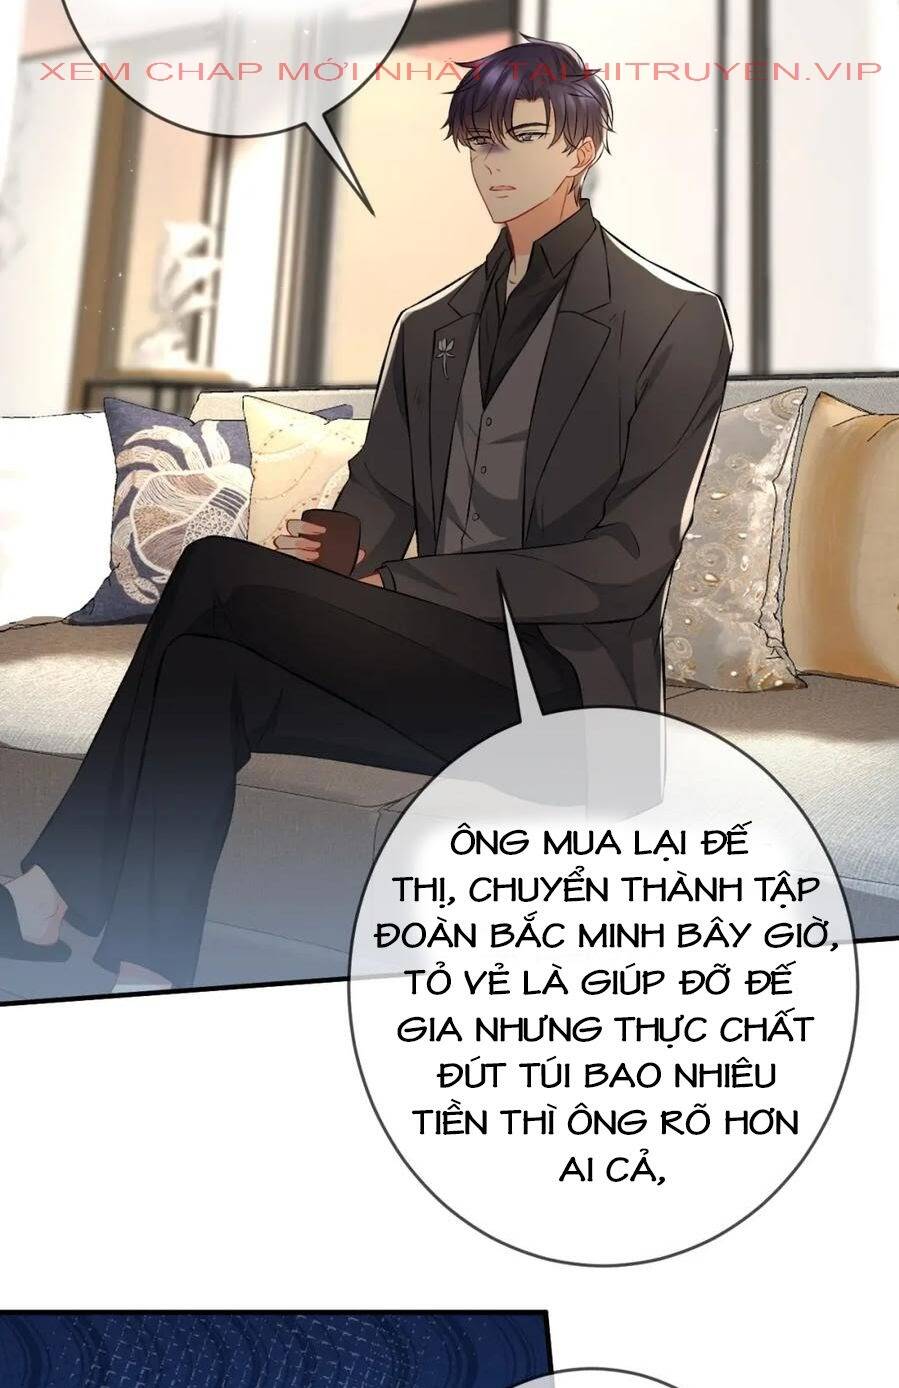 XEM CHAP MỚI NHẤT TẠI HITRUYEN.VIP
ÔNG MUA LẠI ĐẾ
THỊ, CHUYỂN THÀNH TẬP
ĐOÀN BẮC MINH BÂY GIỜ,
TỎ VẺ LÀ GIÚP ĐỠ ĐẾ
GIA NHƯNG THỰC CHẤT
ĐÚT TÚI BAO NHIÊU
TIỀN THÌ ÔNG RÕ HƠN
AI CẢ,